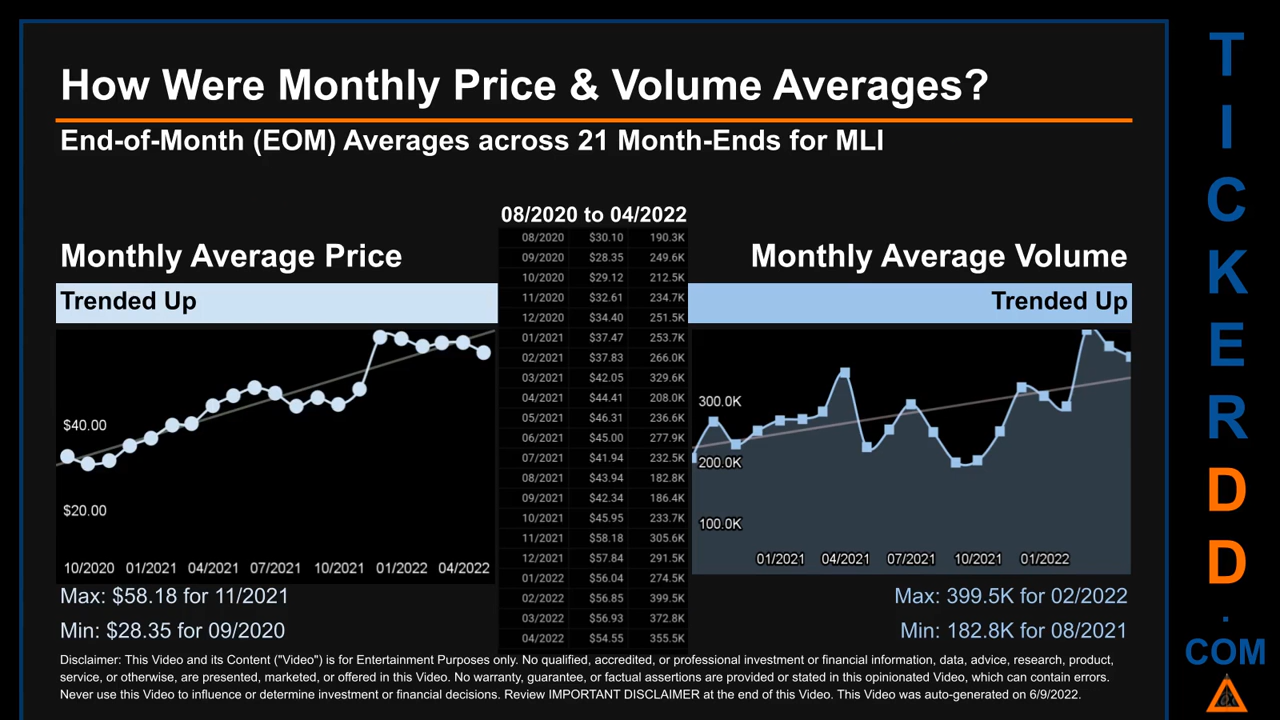 How Were Monthly Price & Volume Averages?
End-of-Month (EOM) Averages across 21 Month-Ends for MLI
08/2020 to 04/2022
Monthly Average Price
Trended Up
$40.00
$20.00
10/2020 01/2021 04/2021 07/2021 10/2021 01/2022 04/2022
Max: $58.18 for 11/2021
Min: $28.35 for 09/2020
08/2020 $30.10 190.3K
09/2020 $28.35 249.6K
10/2020 $29.12 212.5K
11/2020 $32.61 234.7K
12/2020 $34.40 251.5K
01/2021 $37.47 253.7K
02/2021 $37.83 266.0K
03/2021 $42.05 329.6K
04/2021 $44.41 208.0K
05/2021 $46.31 236.6K
06/2021 $45.00 277.9K
07/2021 $41.94 232.5K
08/2021 $43.94 182.8K
09/2021 $42.34 186.4K
10/2021 $45.95 233.7K
11/2021 $58.18 305.6K
12/2021 $57.84 291.5K
01/2022 $56.04 274.5K
02/2022 $56.85 399.5K
03/2022 $56.93 372.8K
04/2022 $54.55 355.5K
Monthly Average Volume
Trended Up
300.0K
200.0K
100.0K
01/2021 04/2021 07/2021 10/2021 01/2022
Max: 399.5K for 02/2022
Min: 182.8K for 08/2021
Disclaimer: This Video and its Content ("Video") is for Entertainment Purposes only. No qualified, accredited, or professional investment or financial information, data, advice, research, product,
service, or otherwise, are presented, marketed, or offered in this Video. No warranty, guarantee, or factual assertions are provided or stated in this opinionated Video, which can contain errors.
Never use this Video to influence or determine investment or financial decisions. Review IMPORTANT DISCLAIMER at the end of this Video. This Video was auto-generated on 6/9/2022.
T
I
C
K
E
R
D
D
.
COM